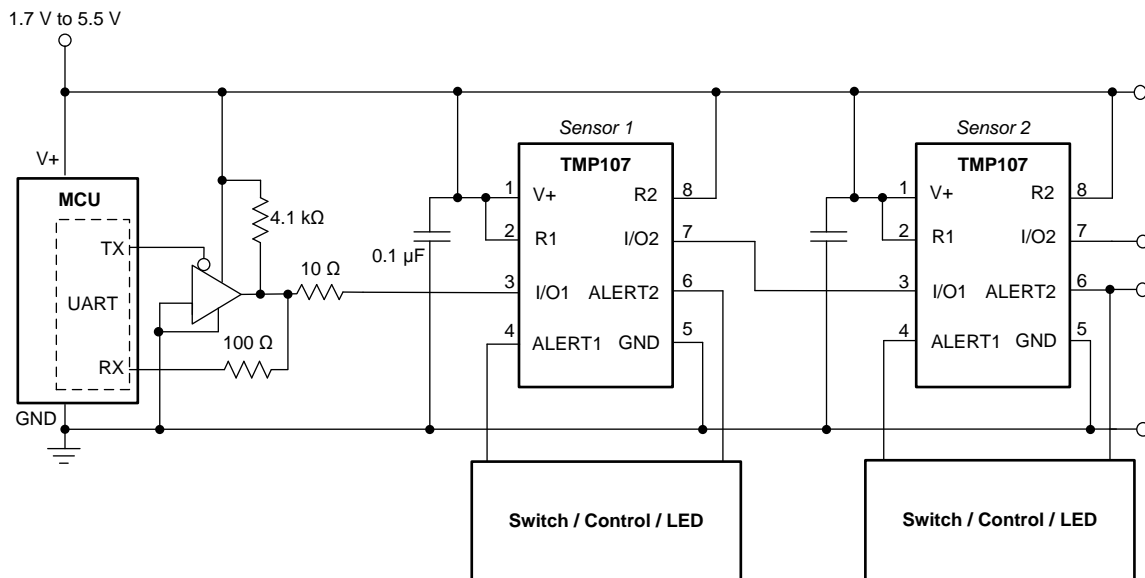 1.7 V to 5.5 V
V+
MCU
TX
UART
RX
GND
4.1 kΩ
10 Ω
100 Ω
0.1 µF
Sensor 1
TMP107
1
V+
R2
8
2
R1
I/O2
7
3
I/O1
ALERT2
6
4
ALERT1
GND
5
Switch / Control / LED
Sensor 2
TMP107
1
V+
R2
8
2
R1
I/O2
7
3
I/O1
ALERT2
6
4
ALERT1
GND
5
Switch / Control / LED